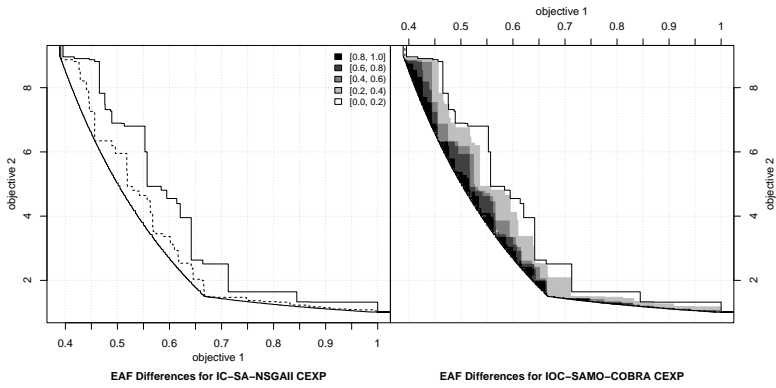 objective 1
0.4 0.5 0.6 0.7 0.8 0.9 1
[0.8, 1.0]
[0.6, 0.8)
[0.4, 0.6)
[0.2, 0.4)
[0.0, 0.2)
8
6
4
2
objective 2
8
6
4
2
objective 2
0.4 0.5 0.6 0.7 0.8 0.9 1
objective 1
EAF Differences for IC−SA−NSGAII CEXP
EAF Differences for IOC−SAMO−COBRA CEXP